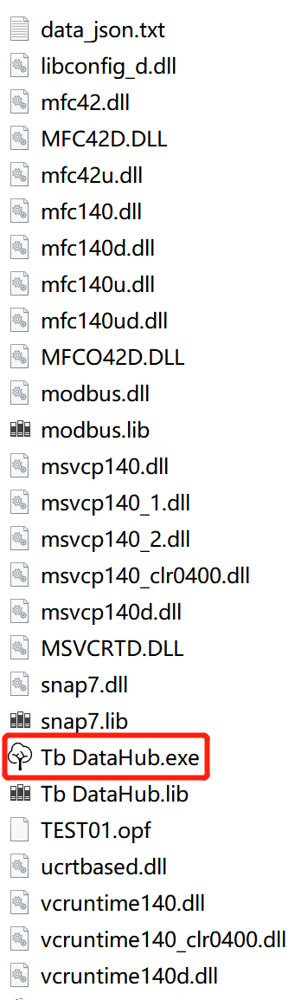 data_json.txt
libconfig_d.dll
mfc42.dll
MFC42D.DLL
mfc42u.dll
mfc140.dll
mfc140d.dll
mfc140u.dll
mfc140ud.dll
MFCO42D.DLL
modbus.dll
modbus.lib
msvcp140.dll
msvcp140_1.dll
msvcp140_2.dll
msvcp140_clr0400.dll
msvcp140d.dll
MSVCRTD.DLL
snap7.dll
snap7.lib
Tb DataHub.exe
Tb DataHub.lib
TEST01.opf
ucrtbased.dll
vcruntime140.dll
vcruntime140_clr0400.dll
vcruntime140d.dll